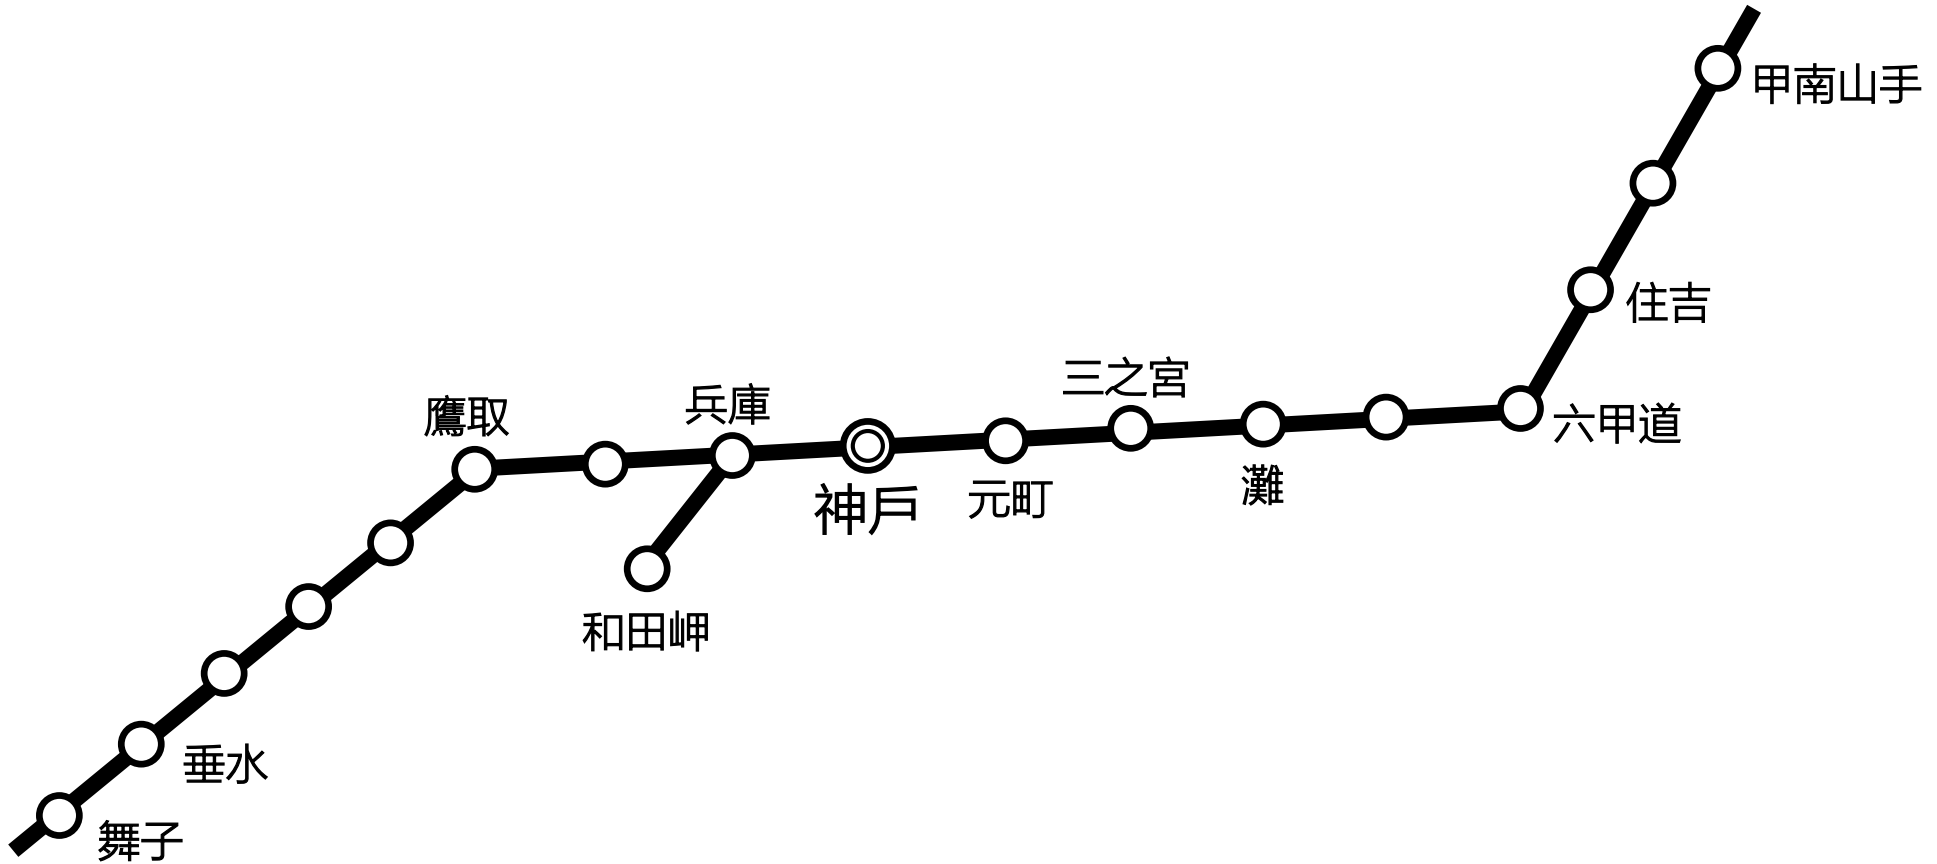 甲南山手
住吉
六甲道
三之宮
灘
元町
神戶
兵庫
和田岬
鷹取
垂水
舞子